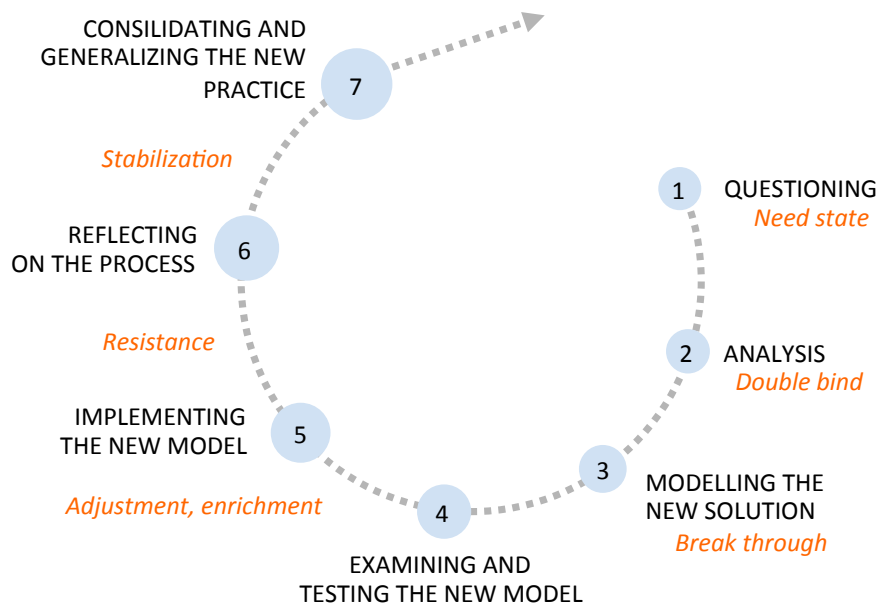 1
QUESTIONING
Need state
2
ANALYSIS
Double bind
3
MODELLING THE
NEW SOLUTION
Break through
4
EXAMINING AND
TESTING THE NEW MODEL
Adjustment, enrichment
5
IMPLEMENTING
THE NEW MODEL
Resistance
6
REFLECTING
ON THE PROCESS
Stabilization
7
CONSILIDATING AND
GENERALIZING THE NEW
PRACTICE